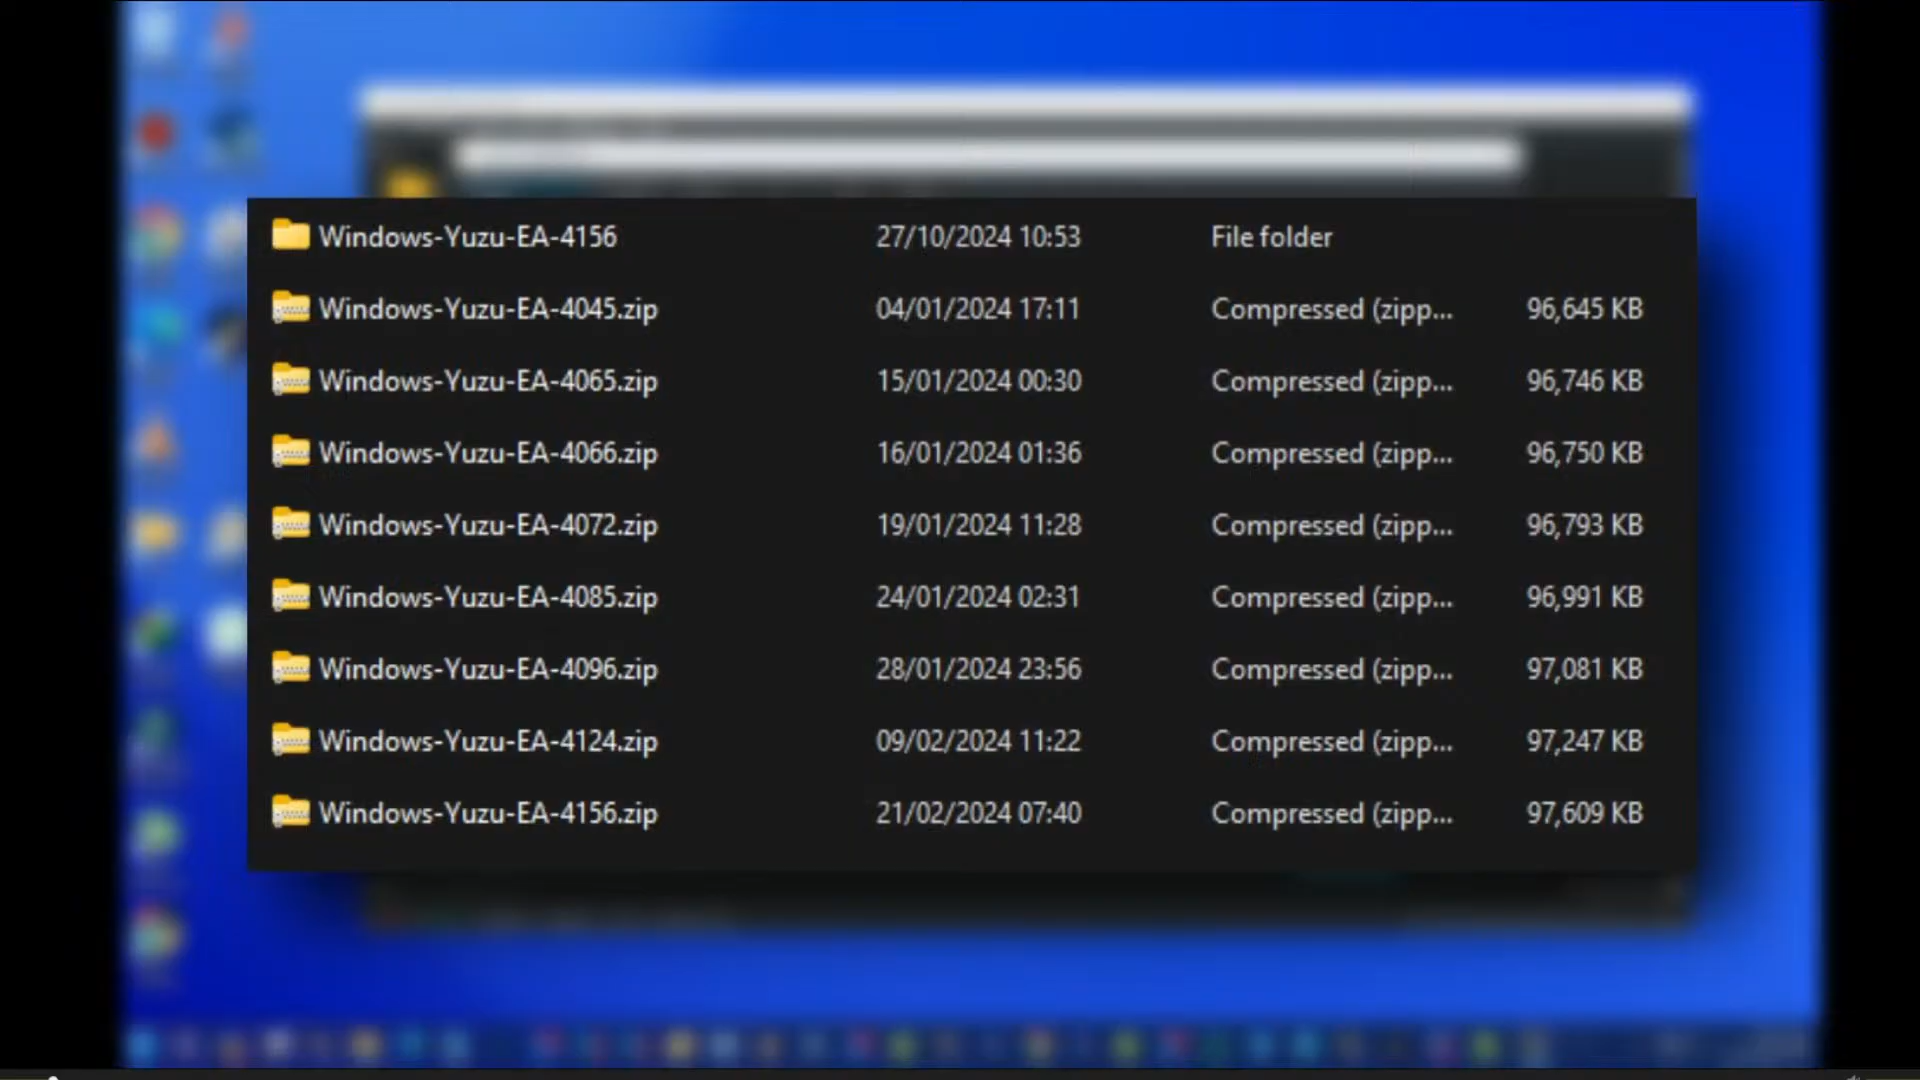 Windows-Yuzu-EA-4156 27/10/2024 10:53 File folder
Windows-Yuzu-EA-4045.zip 04/01/2024 17:11 Compressed (zipp... 96,645 KB
Windows-Yuzu-EA-4065.zip 15/01/2024 00:30 Compressed (zipp... 96,746 KB
Windows-Yuzu-EA-4066.zip 16/01/2024 01:36 Compressed (zipp... 96,750 KB
Windows-Yuzu-EA-4072.zip 19/01/2024 11:28 Compressed (zipp... 96,793 KB
Windows-Yuzu-EA-4085.zip 24/01/2024 02:31 Compressed (zipp... 96,991 KB
Windows-Yuzu-EA-4096.zip 28/01/2024 23:56 Compressed (zipp... 97,081 KB
Windows-Yuzu-EA-4124.zip 09/02/2024 11:22 Compressed (zipp... 97,247 KB
Windows-Yuzu-EA-4156.zip 21/02/2024 07:40 Compressed (zipp... 97,609 KB